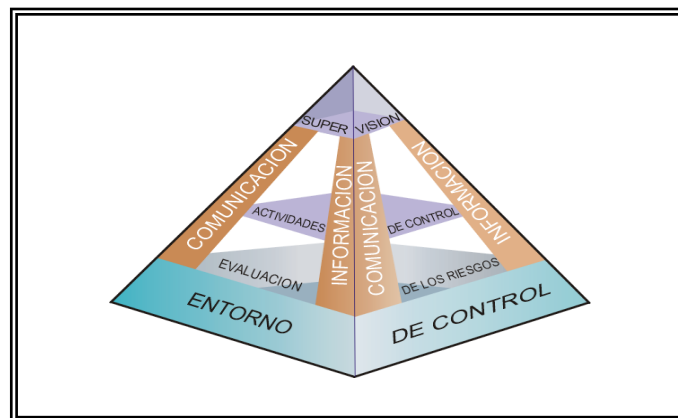 SUPER VISION
COMUNICACION
INFORMACION
COMUNICACION
INFORMACION
ACTIVIDADES DE CONTROL
EVALUACION DE LOS RIESGOS
ENTORNO DE CONTROL